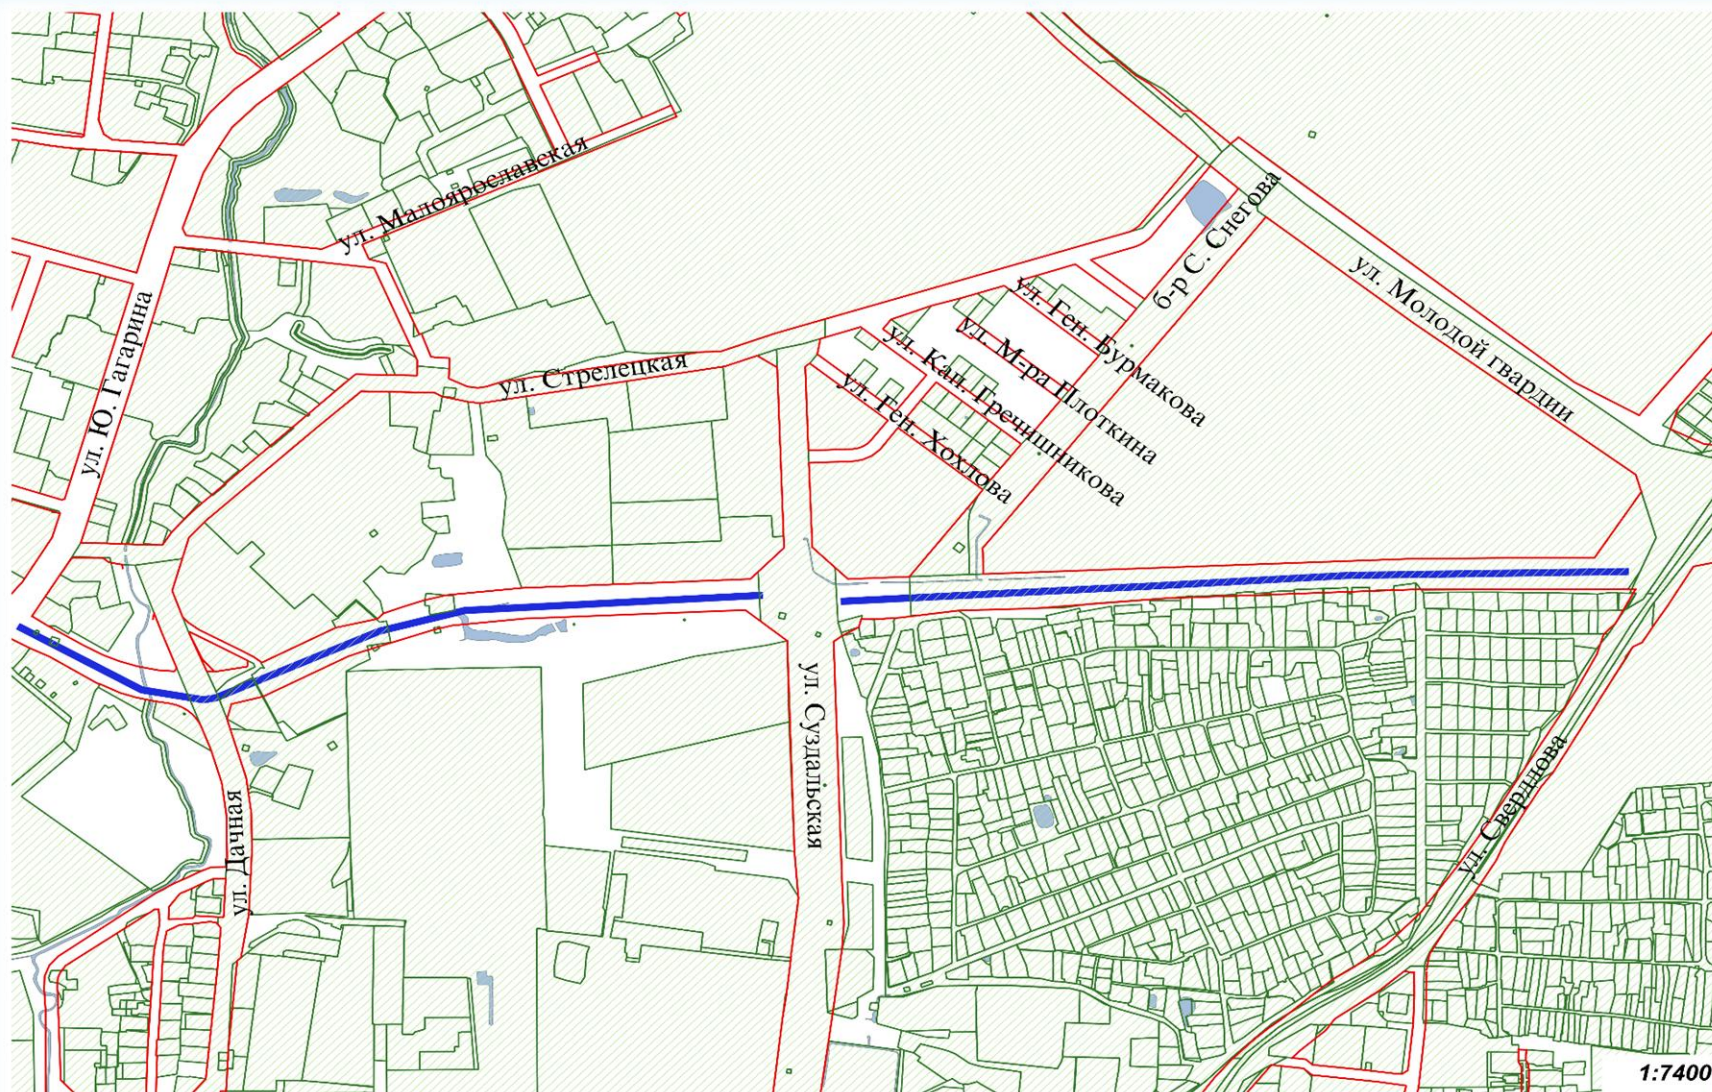 ул. Малоярославская
б-р С. Снегова
ул. Молодой гвардии
ул. Ю. Гагарина
ул. Стрелецкая
ул. Ген. Бурмакова
ул. М-ра Плоткина
ул. Кап. Гречишникова
ул. Ген. Хохлова
ул. Суздальская
ул. Дачная
ул. Свердлова
1:7400